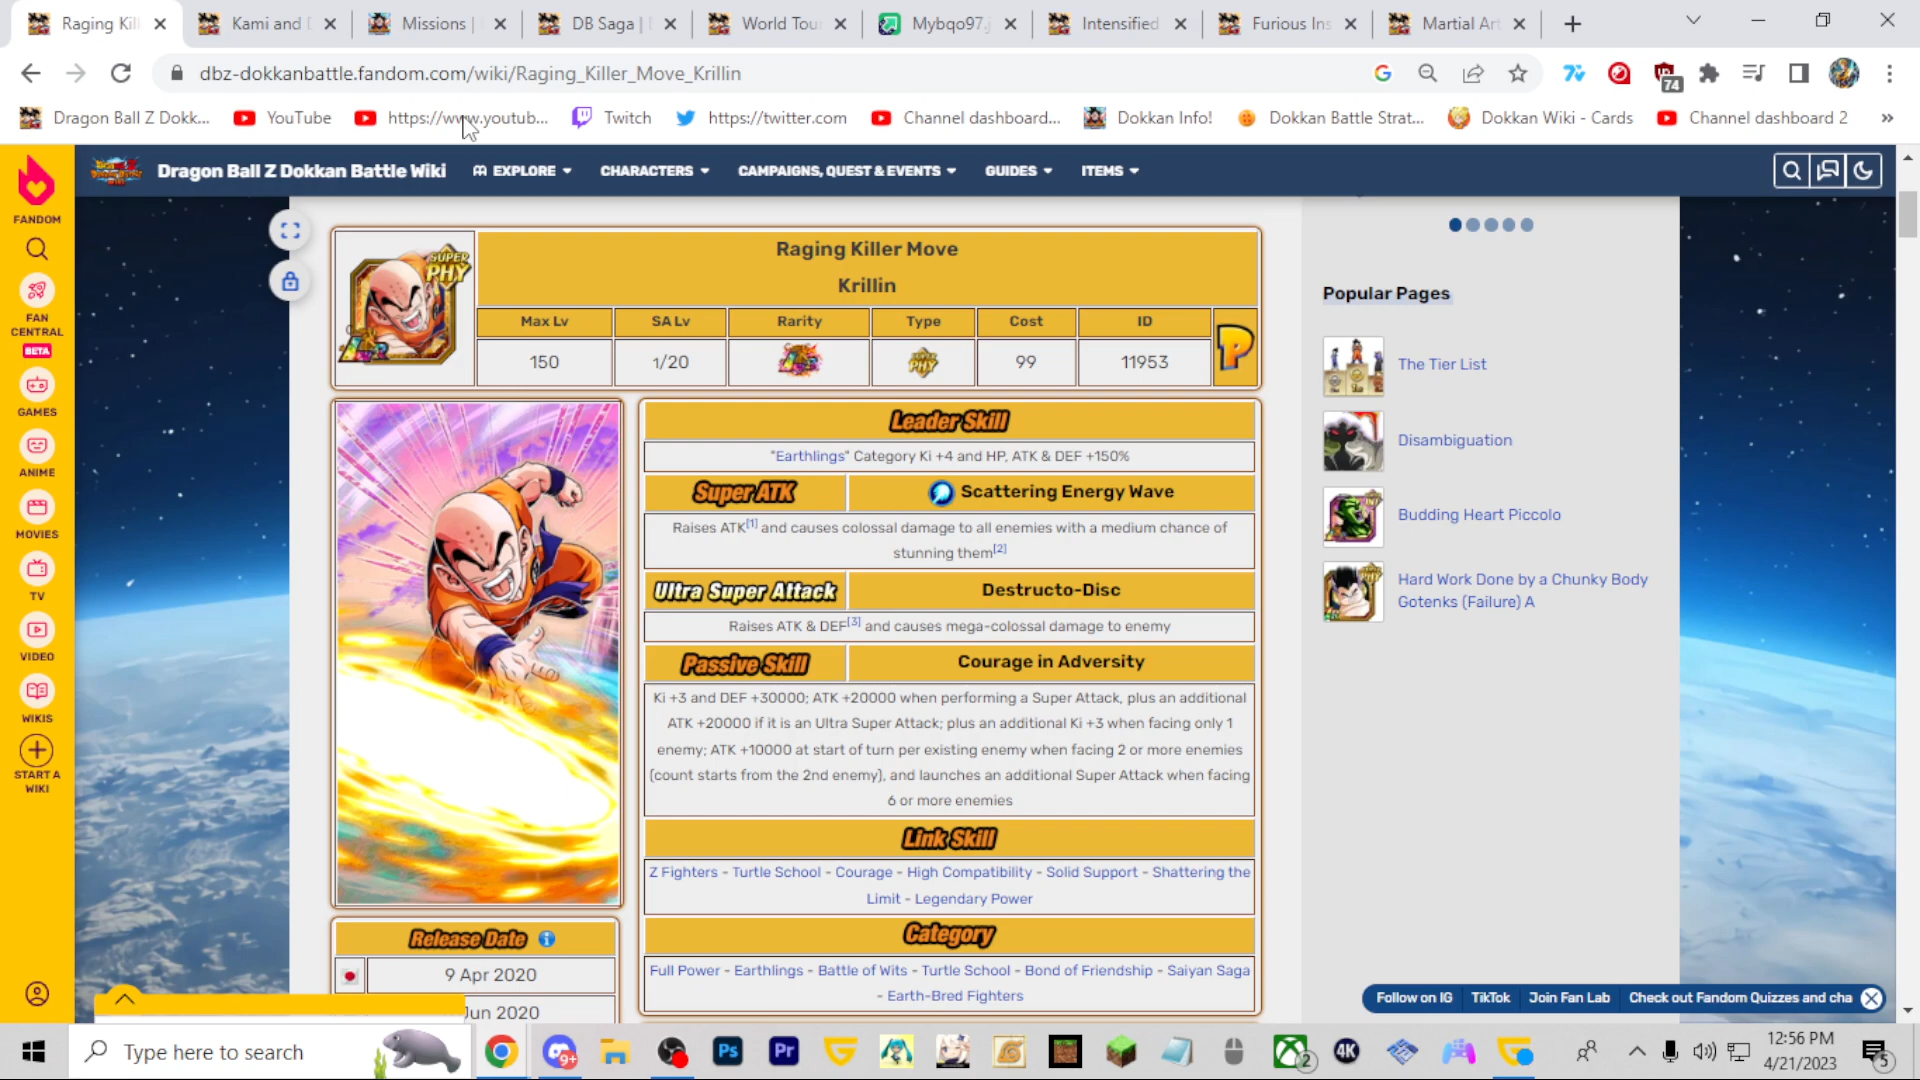 Raging Kill
Kami and D
Missions |
DB Saga | D
World Tour
Mybqo97.j
Intensified
Furious Ins
Martial Art
dbz-dokkanbattle.fandom.com/wiki/Raging_Killer_Move_Krillin
74
Dragon Ball Z Dokk...
YouTube
https://www.youtub...
Twitch
https://twitter.com
Channel dashboard...
Dokkan Info!
Dokkan Battle Strat...
Dokkan Wiki - Cards
Channel dashboard 2
»
Dragon Ball Z Dokkan Battle Wiki
EXPLORE
CHARACTERS
CAMPAIGNS, QUEST & EVENTS
GUIDES
ITEMS
FANDOM
FAN
CENTRAL
BETA
GAMES
ANIME
MOVIES
TV
VIDEO
WIKIS
START A
WIKI
SUPER
PHY
Raging Killer Move
Krillin
Max Lv
SA Lv
Rarity
Type
Cost
ID
150
1/20
LR
SUPER
PHY
99
11953
P
Leader Skill
"Earthlings" Category Ki +4 and HP, ATK & DEF +150%
Super ATK
Scattering Energy Wave
Raises ATK[1] and causes colossal damage to all enemies with a medium chance of
stunning them[2]
Ultra Super Attack
Destructo-Disc
Raises ATK & DEF[3] and causes mega-colossal damage to enemy
Passive Skill
Courage in Adversity
Ki +3 and DEF +30000; ATK +20000 when performing a Super Attack, plus an additional
ATK +20000 if it is an Ultra Super Attack; plus an additional Ki +3 when facing only 1
enemy; ATK +10000 at start of turn per existing enemy when facing 2 or more enemies
(count starts from the 2nd enemy), and launches an additional Super Attack when facing
6 or more enemies
Link Skill
Z Fighters - Turtle School - Courage - High Compatibility - Solid Support - Shattering the
Limit - Legendary Power
Category
Full Power - Earthlings - Battle of Wits - Turtle School - Bond of Friendship - Saiyan Saga
- Earth-Bred Fighters
Release Date
9 Apr 2020
Jun 2020
Popular Pages
The Tier List
Disambiguation
Budding Heart Piccolo
Hard Work Done by a Chunky Body
Gotenks (Failure) A
Follow on IG
TikTok
Join Fan Lab
Check out Fandom Quizzes and cha
Type here to search
9+
Ps
Pr
2
4K
12:56 PM
4/21/2023
5